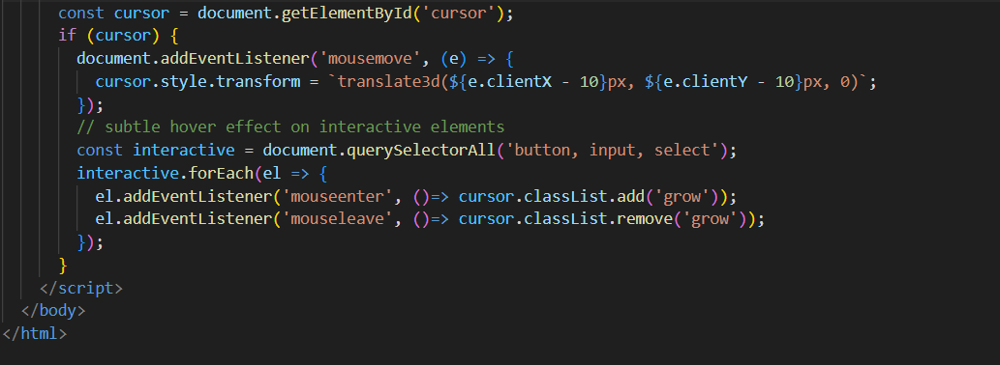 const cursor = document.getElementById('cursor');
if (cursor) {
document.addEventListener('mousemove', (e) => {
cursor.style.transform = `translate3d(${e.clientX - 10}px, ${e.clientY - 10}px, 0)`;
});
// subtle hover effect on interactive elements
const interactive = document.querySelectorAll('button, input, select');
interactive.forEach(el => {
el.addEventListener('mouseenter', ()=> cursor.classList.add('grow'));
el.addEventListener('mouseleave', ()=> cursor.classList.remove('grow'));
});
}
</script>
</body>
</html>